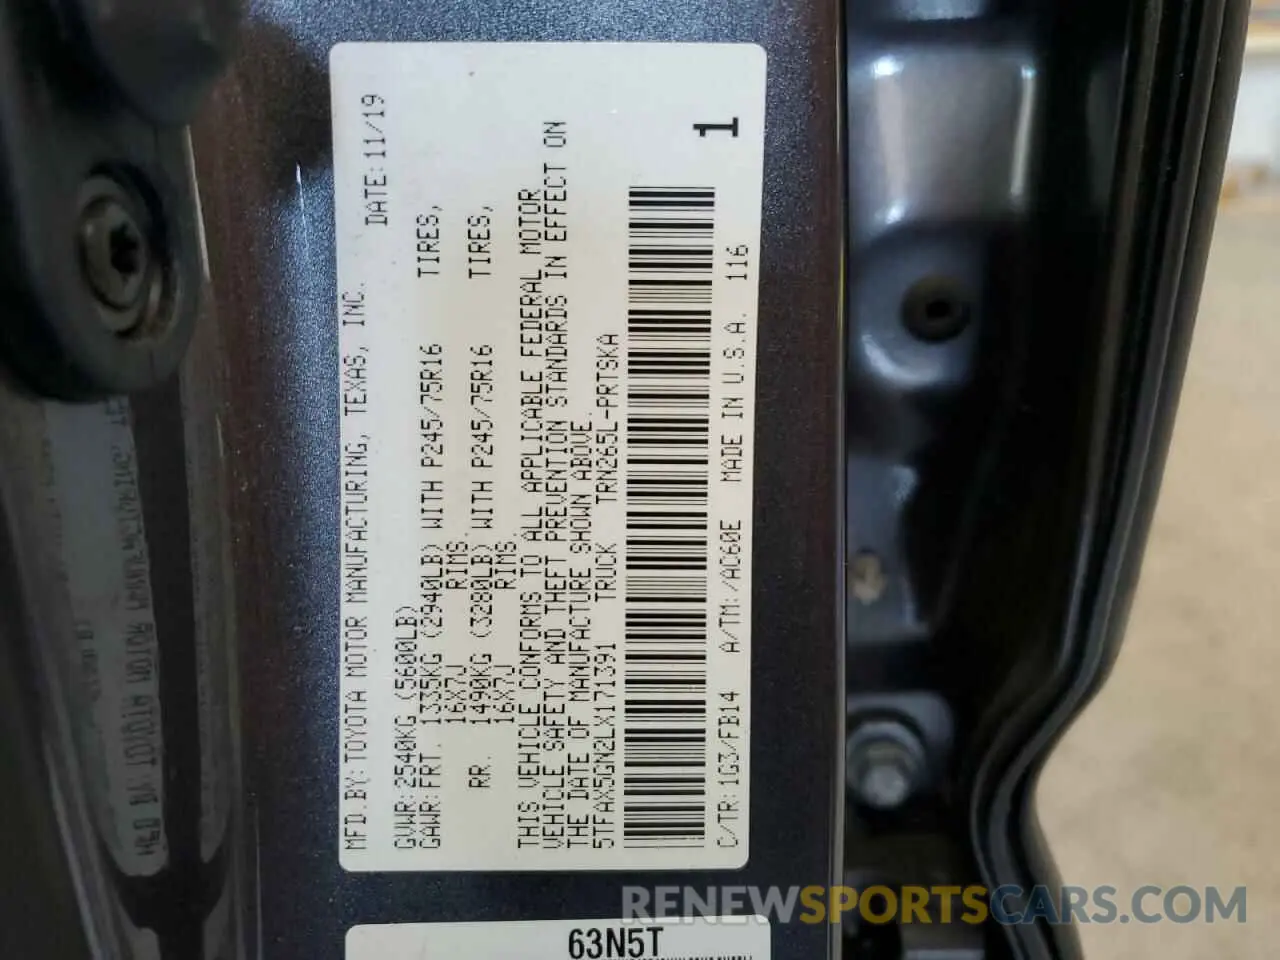 MFD.BY:TOYOTA MOTOR MANUFACTURING, TEXAS, INC.
DATE:11/19
GVWR:2540KG (5600LB)
GAWR:FRT. 1335KG (2940LB) WITH P245/75R16 TIRES,
16X7J RIMS.
RR. 1490KG (3280LB) WITH P245/75R16 TIRES,
16X7J RIMS.
THIS VEHICLE CONFORMS TO ALL APPLICABLE FEDERAL MOTOR
VEHICLE SAFETY AND THEFT PREVENTION STANDARDS IN EFFECT ON
THE DATE OF MANUFACTURE SHOWN ABOVE.
5TFAX5GN2LX171391 TRUCK TRN265L-PRTSKA
1
C/TR:1G3/FB14 A/TM:/AC60E MADE IN U.S.A. 116
63N5T
RENEWSPORTSCARS.COM